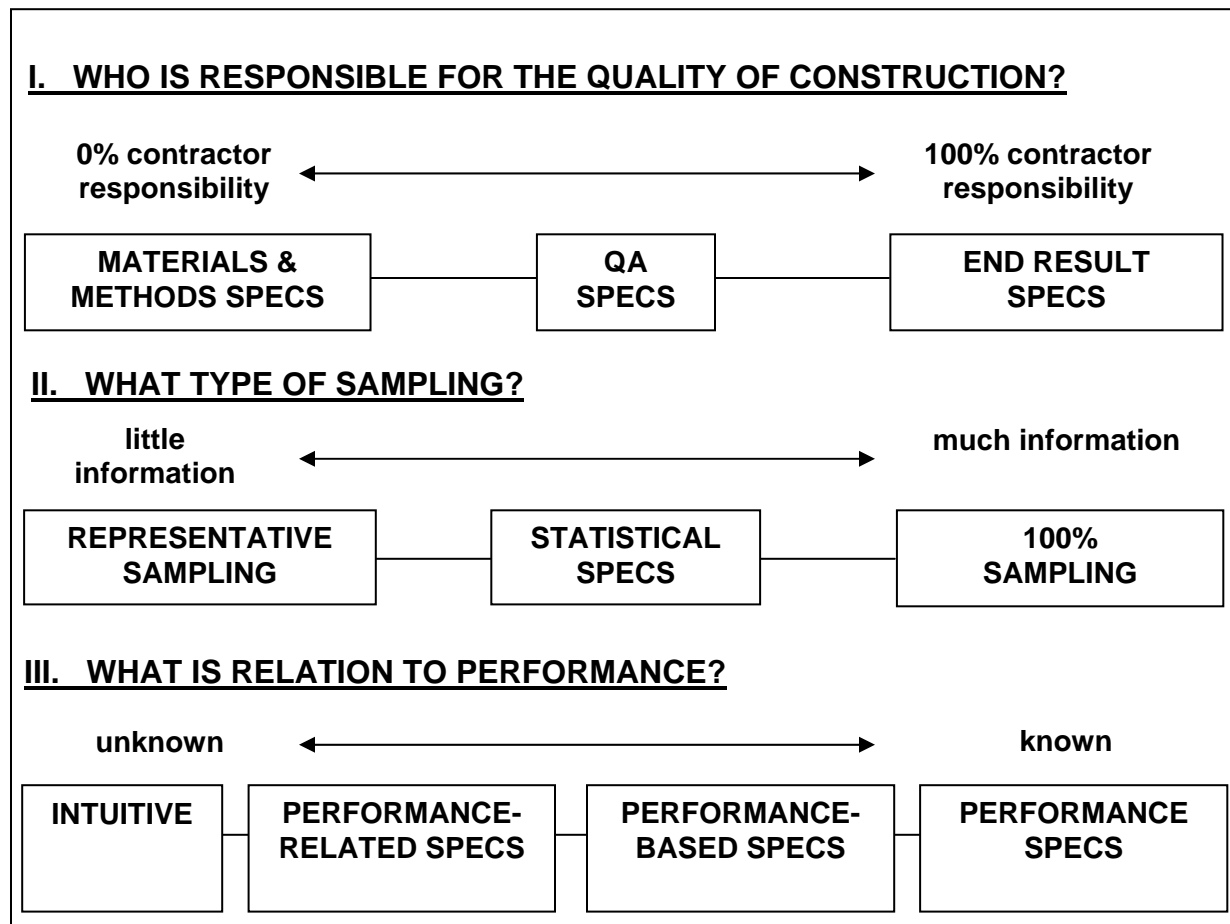 I. WHO IS RESPONSIBLE FOR THE QUALITY OF CONSTRUCTION?
0% contractor
responsibility
100% contractor
responsibility
MATERIALS &
METHODS SPECS
QA
SPECS
END RESULT
SPECS
II. WHAT TYPE OF SAMPLING?
little
information
much information
REPRESENTATIVE
SAMPLING
STATISTICAL
SPECS
100%
SAMPLING
III. WHAT IS RELATION TO PERFORMANCE?
unknown
known
INTUITIVE
PERFORMANCE-
RELATED SPECS
PERFORMANCE-
BASED SPECS
PERFORMANCE
SPECS